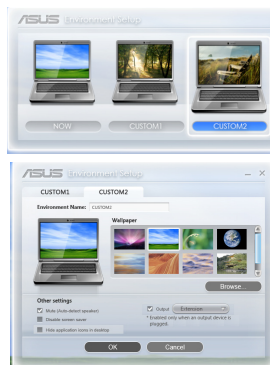 /SUS Environment Setup
NOW
CUSTOM1
CUSTOM2
/SUS Environment Setup
CUSTOM1
CUSTOM2
Environment Name:
CUSTOM2
Wallpaper
Browse...
Other settings
Mute (Auto-detect speaker)
Disable screen saver
Hide application icons in desktop
Output
Extension
* Enabled only when an output device is
plugged.
OK
Cancel